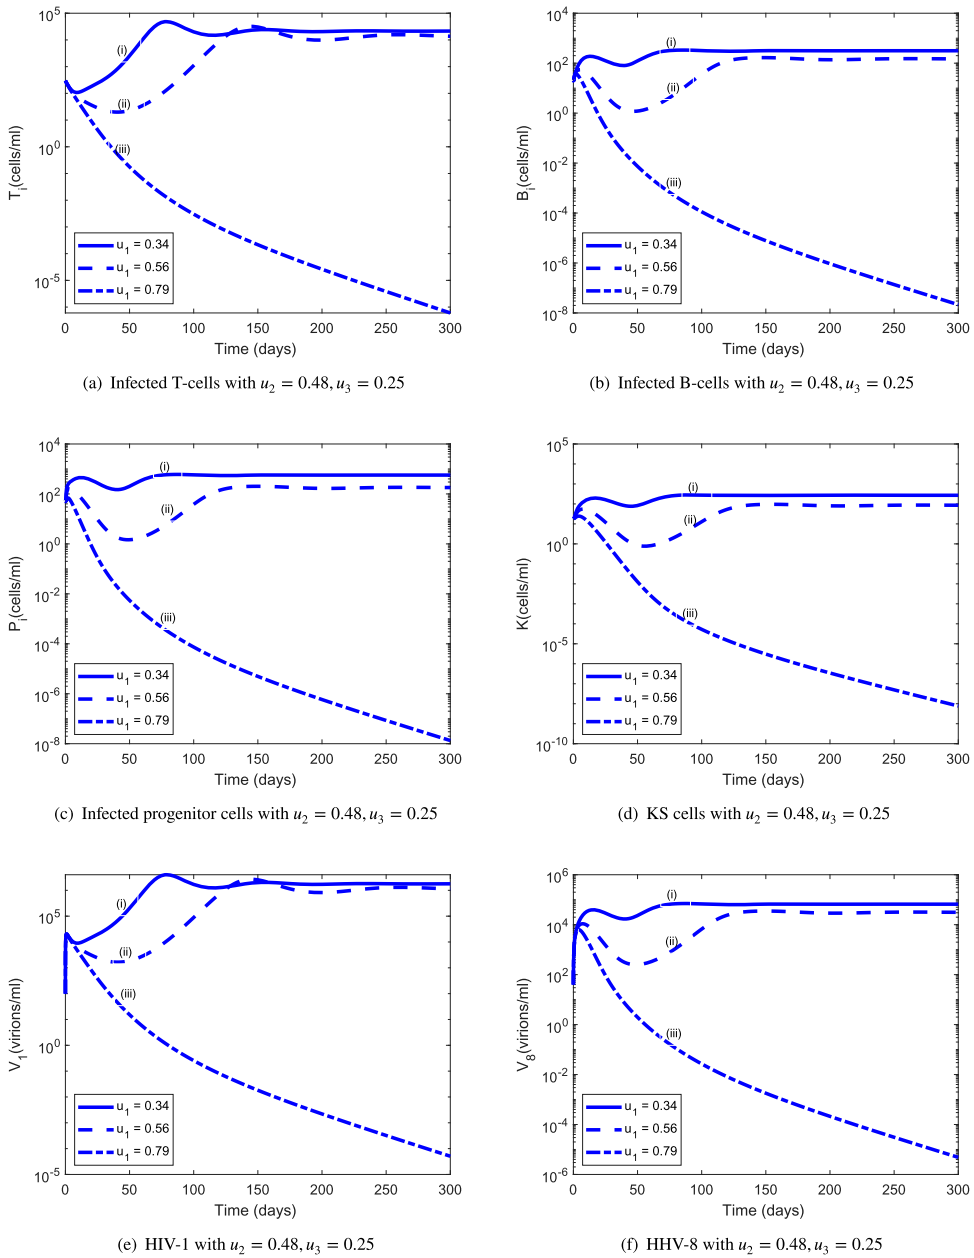 10^5
10^0
10^-5
T_i(cells/ml)
(i)
(ii)
(iii)
u_1 = 0.34
u_1 = 0.56
u_1 = 0.79
0 50 100 150 200 250 300
Time (days)
(a) Infected T-cells with u_2 = 0.48, u_3 = 0.25
10^4
10^2
10^0
10^-2
10^-4
10^-6
10^-8
B_i(cells/ml)
(i)
(ii)
(iii)
u_1 = 0.34
u_1 = 0.56
u_1 = 0.79
0 50 100 150 200 250 300
Time (days)
(b) Infected B-cells with u_2 = 0.48, u_3 = 0.25
10^4
10^2
10^0
10^-2
10^-4
10^-6
10^-8
P_i(cells/ml)
(i)
(ii)
(iii)
u_1 = 0.34
u_1 = 0.56
u_1 = 0.79
0 50 100 150 200 250 300
Time (days)
(c) Infected progenitor cells with u_2 = 0.48, u_3 = 0.25
10^5
10^0
10^-5
10^-10
K(cells/ml)
(i)
(ii)
(iii)
u_1 = 0.34
u_1 = 0.56
u_1 = 0.79
0 50 100 150 200 250 300
Time (days)
(d) KS cells with u_2 = 0.48, u_3 = 0.25
10^5
10^0
10^-5
V_1(virions/ml)
(i)
(ii)
(iii)
u_1 = 0.34
u_1 = 0.56
u_1 = 0.79
0 50 100 150 200 250 300
Time (days)
(e) HIV-1 with u_2 = 0.48, u_3 = 0.25
10^6
10^4
10^2
10^0
10^-2
10^-4
10^-6
V_8(virions/ml)
(i)
(ii)
(iii)
u_1 = 0.34
u_1 = 0.56
u_1 = 0.79
0 50 100 150 200 250 300
Time (days)
(f) HHV-8 with u_2 = 0.48, u_3 = 0.25